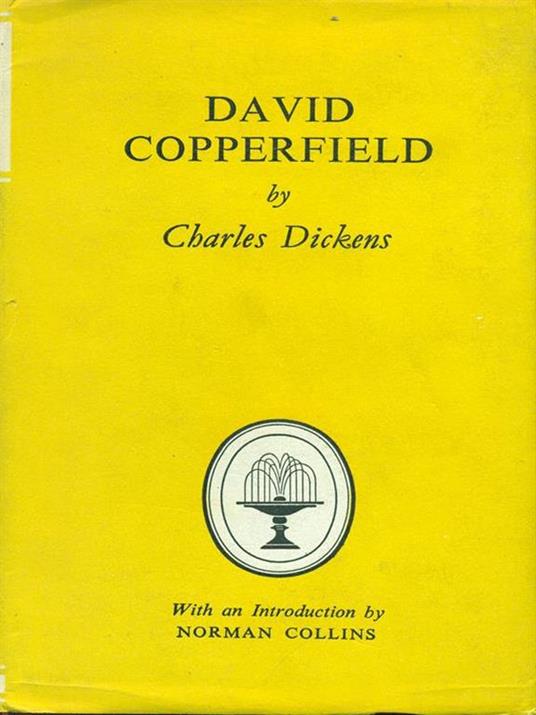 DAVID
COPPERFIELD
by
Charles Dickens
With an Introduction by
NORMAN COLLINS